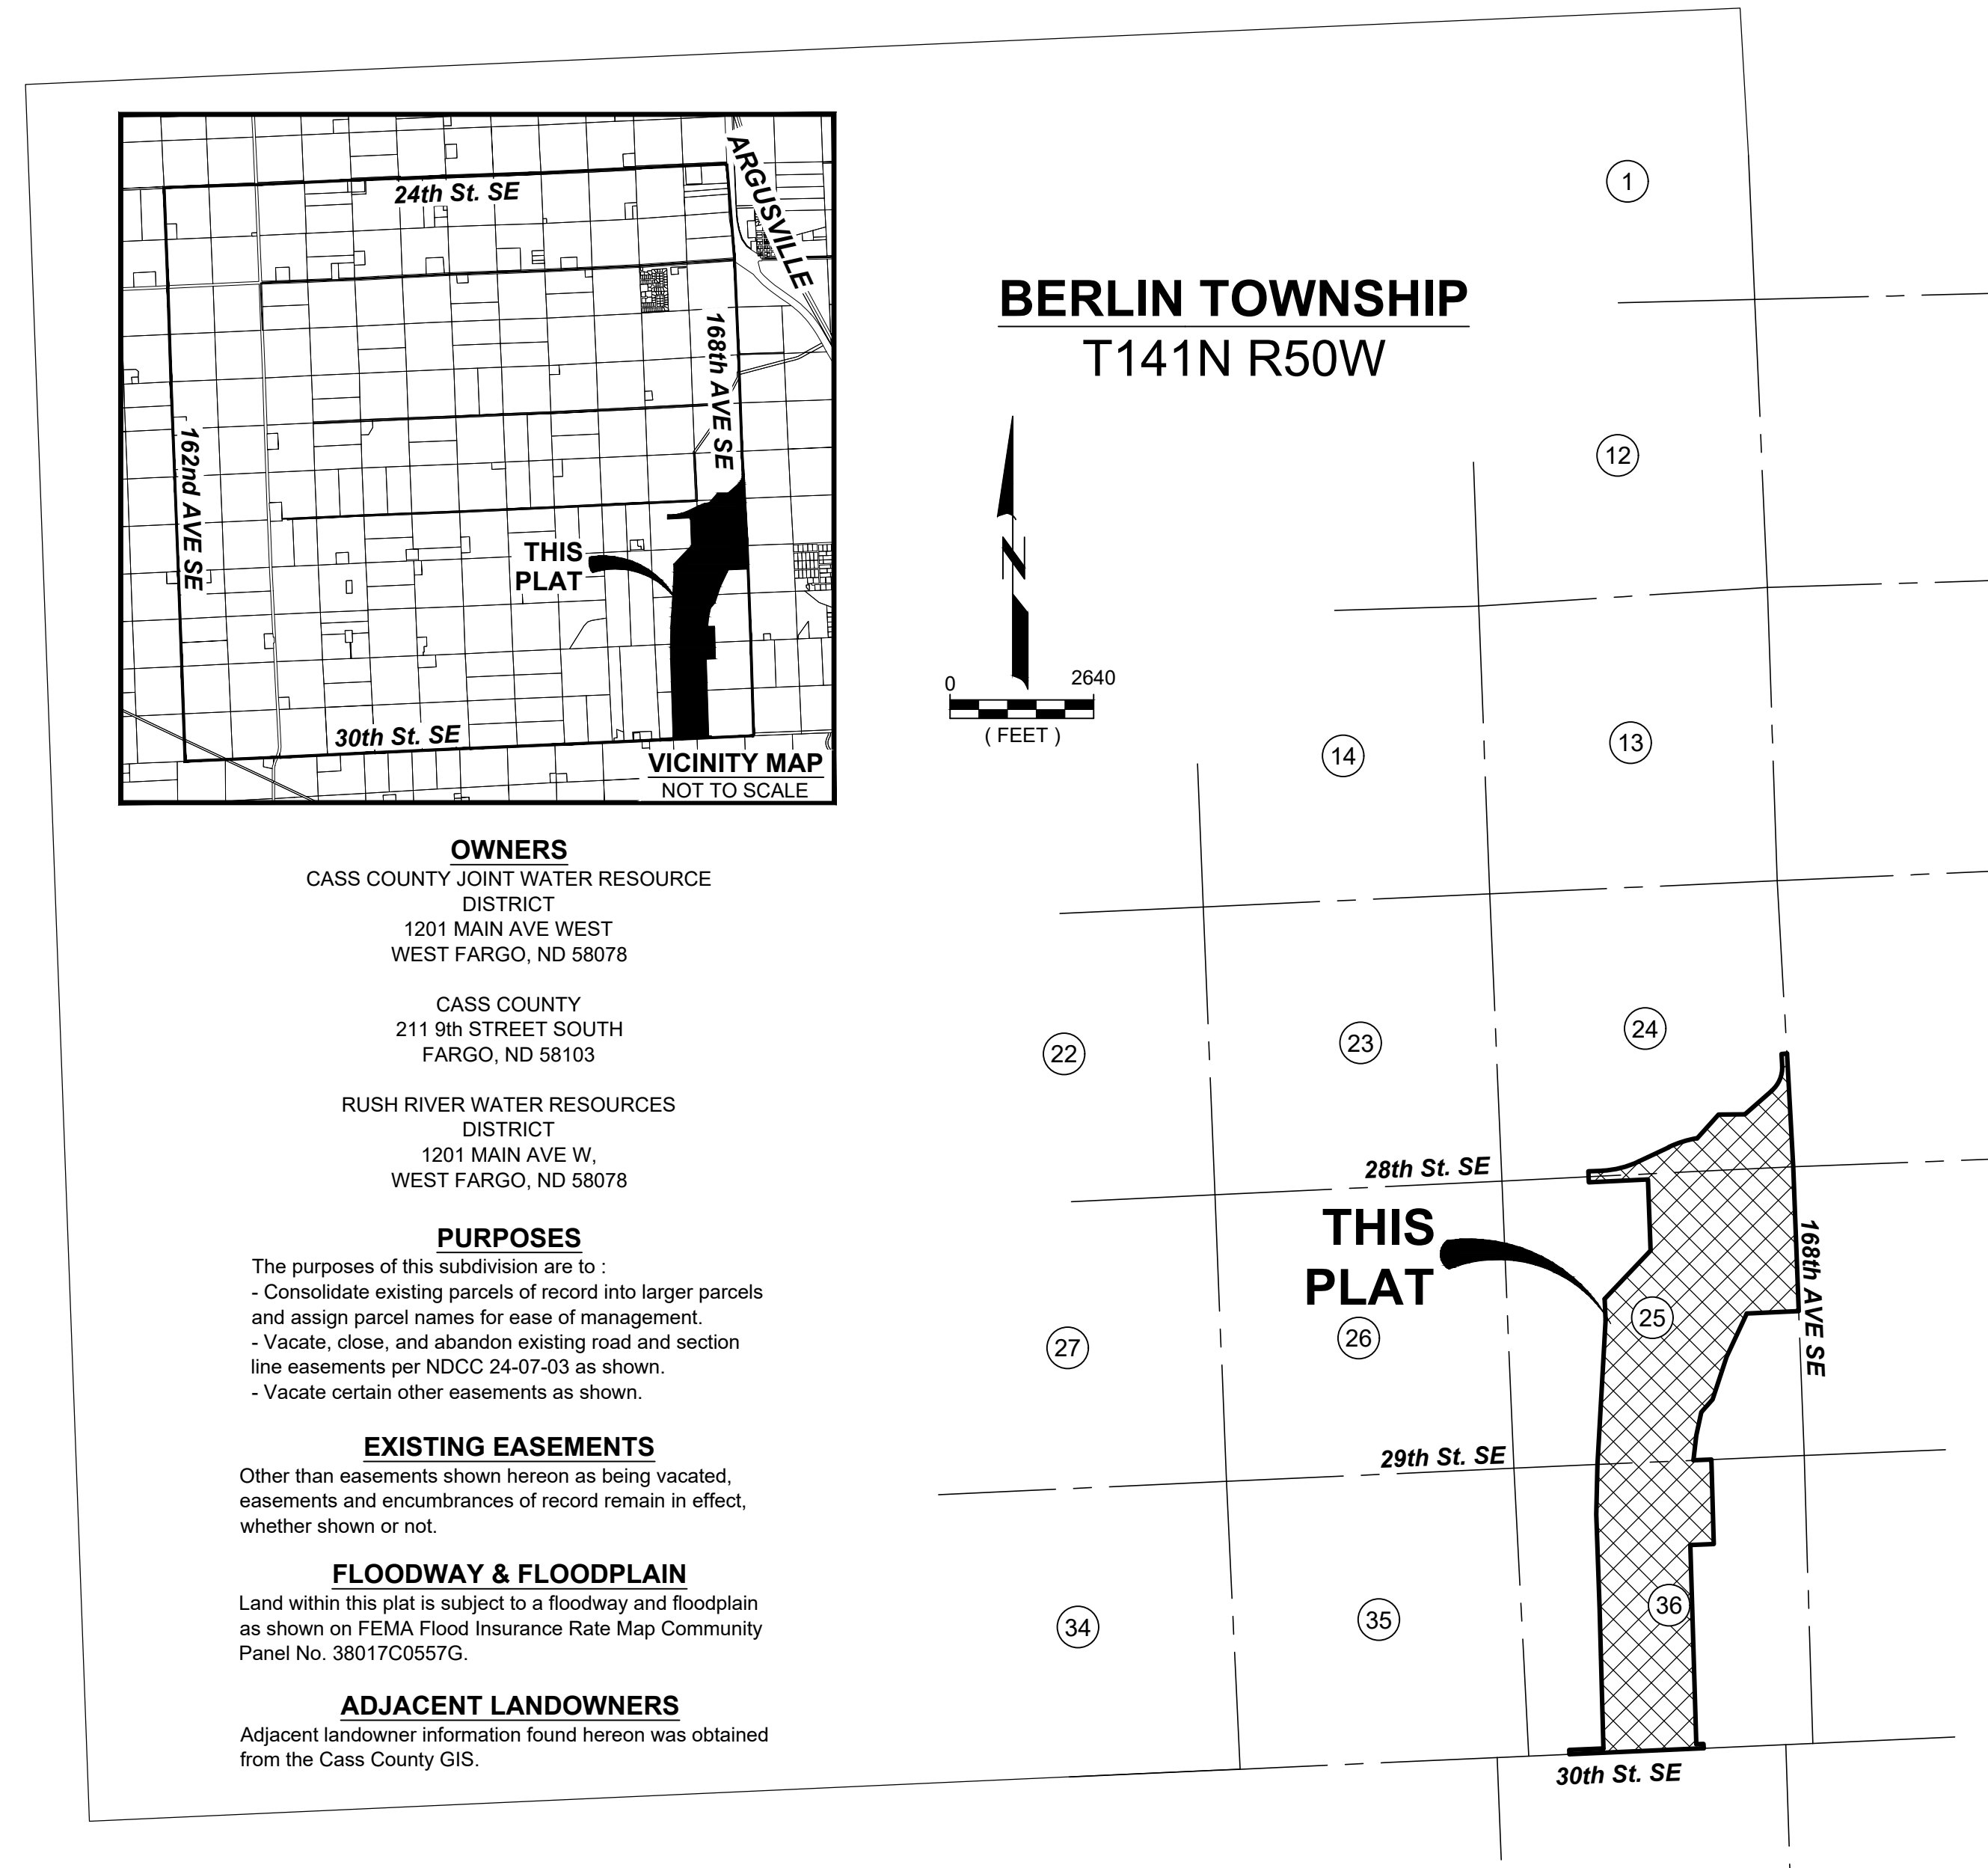 24th St. SE
ARGUSVILLE
168th AVE SE
162nd AVE SE
THIS
PLAT
30th St. SE
VICINITY MAP
NOT TO SCALE
OWNERS
CASS COUNTY JOINT WATER RESOURCE
DISTRICT
1201 MAIN AVE WEST
WEST FARGO, ND 58078
CASS COUNTY
211 9th STREET SOUTH
FARGO, ND 58103
RUSH RIVER WATER RESOURCES
DISTRICT
1201 MAIN AVE W,
WEST FARGO, ND 58078
PURPOSES
The purposes of this subdivision are to :
- Consolidate existing parcels of record into larger parcels
and assign parcel names for ease of management.
- Vacate, close, and abandon existing road and section
line easements per NDCC 24-07-03 as shown.
- Vacate certain other easements as shown.
EXISTING EASEMENTS
Other than easements shown hereon as being vacated,
easements and encumbrances of record remain in effect,
whether shown or not.
FLOODWAY & FLOODPLAIN
Land within this plat is subject to a floodway and floodplain
as shown on FEMA Flood Insurance Rate Map Community
Panel No. 38017C0557G.
ADJACENT LANDOWNERS
Adjacent landowner information found hereon was obtained
from the Cass County GIS.
BERLIN TOWNSHIP
T141N R50W
N
0 2640
( FEET )
1
12
14
13
22
23
24
28th St. SE
THIS
PLAT
168th AVE SE
27
26
25
29th St. SE
34
35
36
30th St. SE